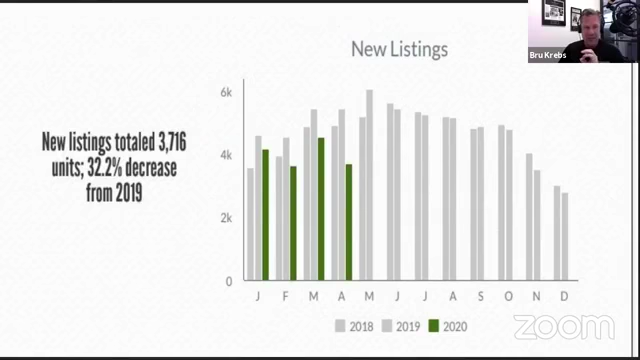 Bru Krebs
New Listings
New listings totaled 3,716
units; 32.2% decrease
from 2019
6k
4k
2k
0
J F M A M J J A S O N D
2018 2019 2020
zoom